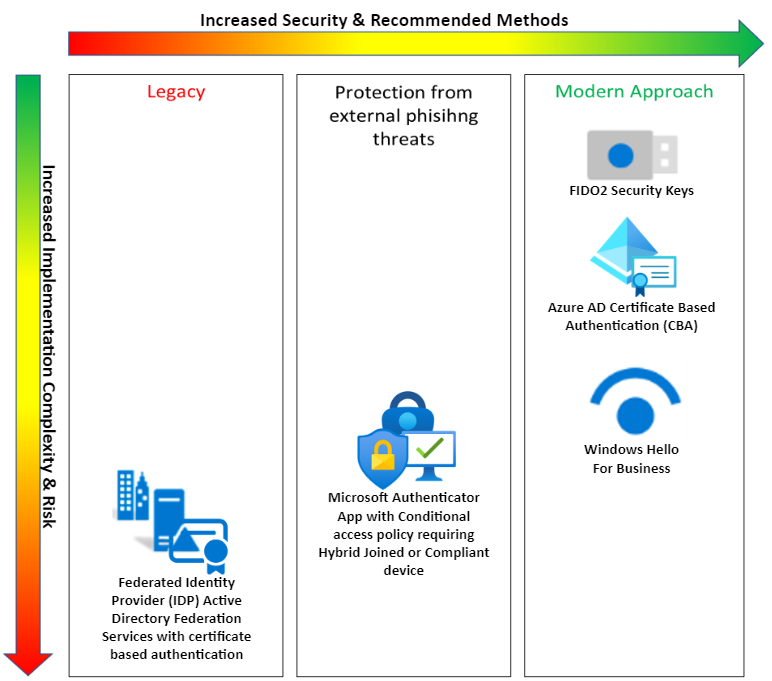 Increased Security & Recommended Methods
Increased Implementation Complexity & Risk
Legacy
Federated Identity
Provider (IDP) Active
Directory Federation
Services with certificate
based authentication
Protection from
external phisihng
threats
Microsoft Authenticator
App with Conditional
access policy requiring
Hybrid Joined or Compliant
device
Modern Approach
FIDO2 Security Keys
Azure AD Certificate Based
Authentication (CBA)
Windows Hello
For Business